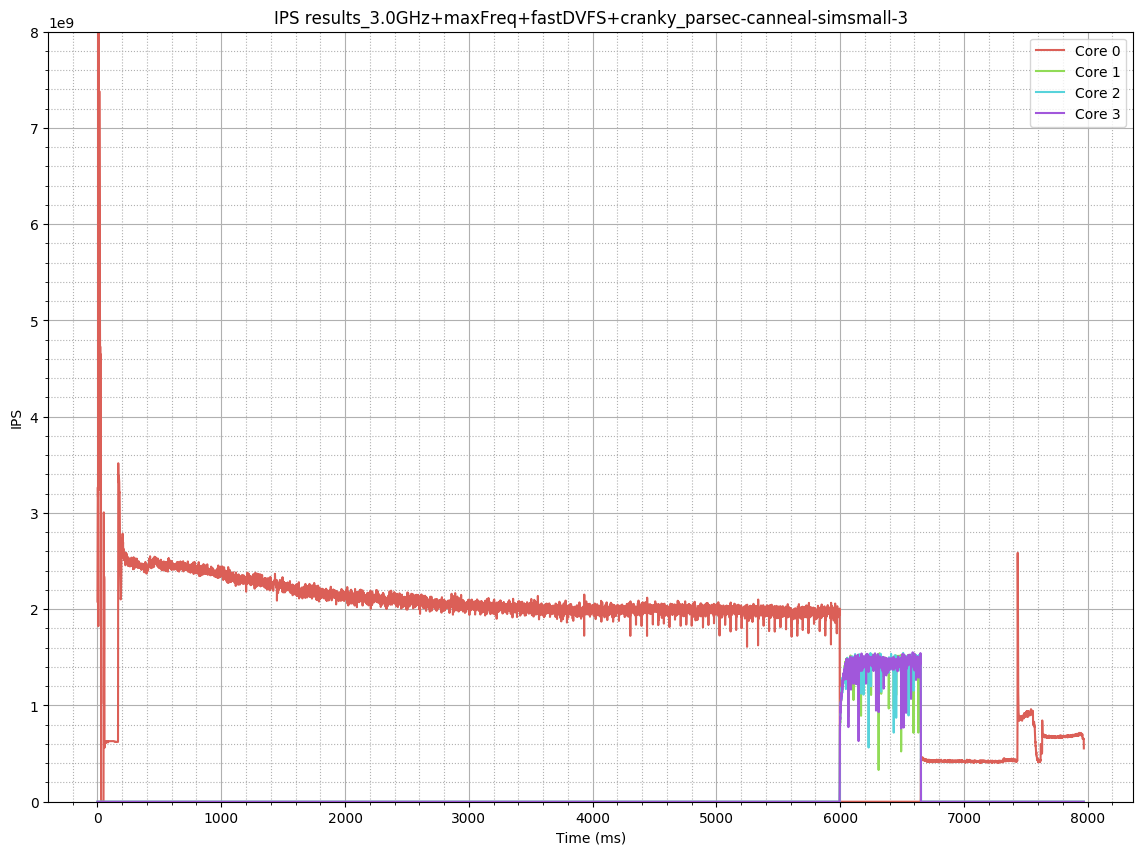 IPS results_3.0GHz+maxFreq+fastDVFS+cranky_parsec-canneal-simsmall-3
1e9
8
7
6
5
4
3
2
1
0
IPS
Core 0
Core 1
Core 2
Core 3
0 1000 2000 3000 4000 5000 6000 7000 8000
Time (ms)